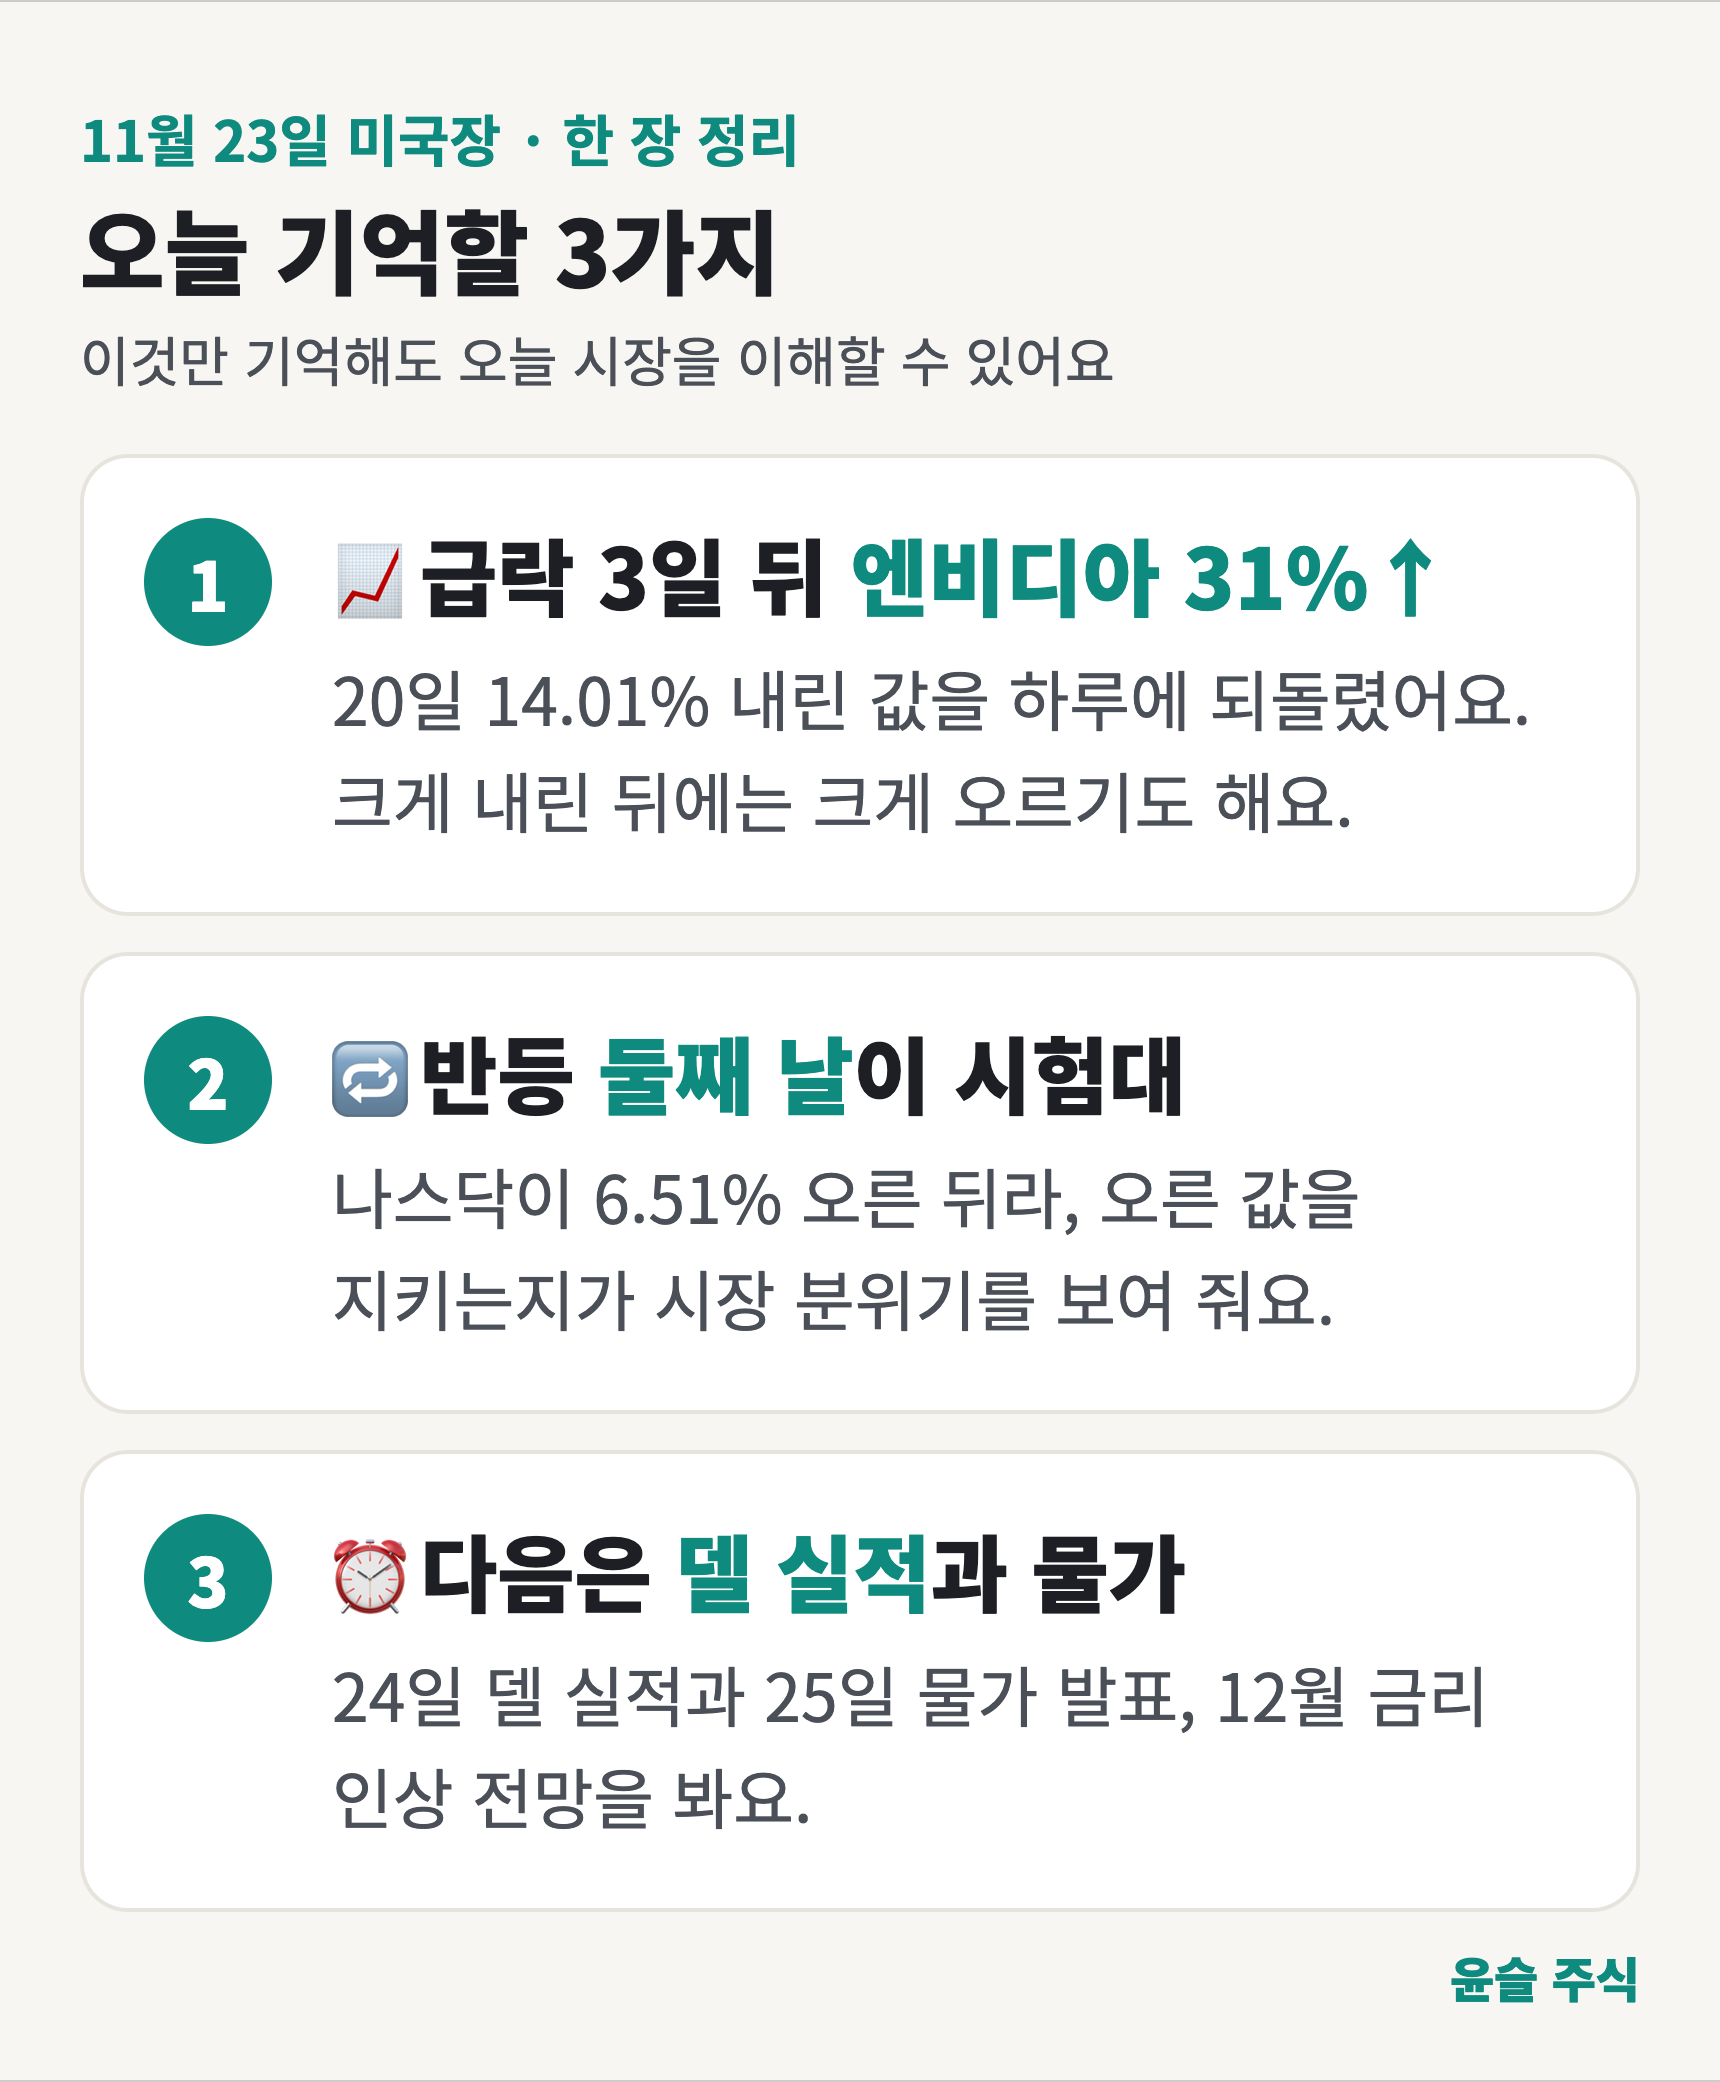 11월 23일 미국장 · 한 장 정리
오늘 기억할 3가지
이것만 기억해도 오늘 시장을 이해할 수 있어요
1
📈 급락 3일 뒤 엔비디아 31%↑
20일 14.01% 내린 값을 하루에 되돌렸어요.
크게 내린 뒤에는 크게 오르기도 해요.
2
🔁 반등 둘째 날이 시험대
나스닥이 6.51% 오른 뒤라, 오른 값을
지키는지가 시장 분위기를 보여 줘요.
3
⏰ 다음은 델 실적과 물가
24일 델 실적과 25일 물가 발표, 12월 금리
인상 전망을 봐요.
윤슬 주식